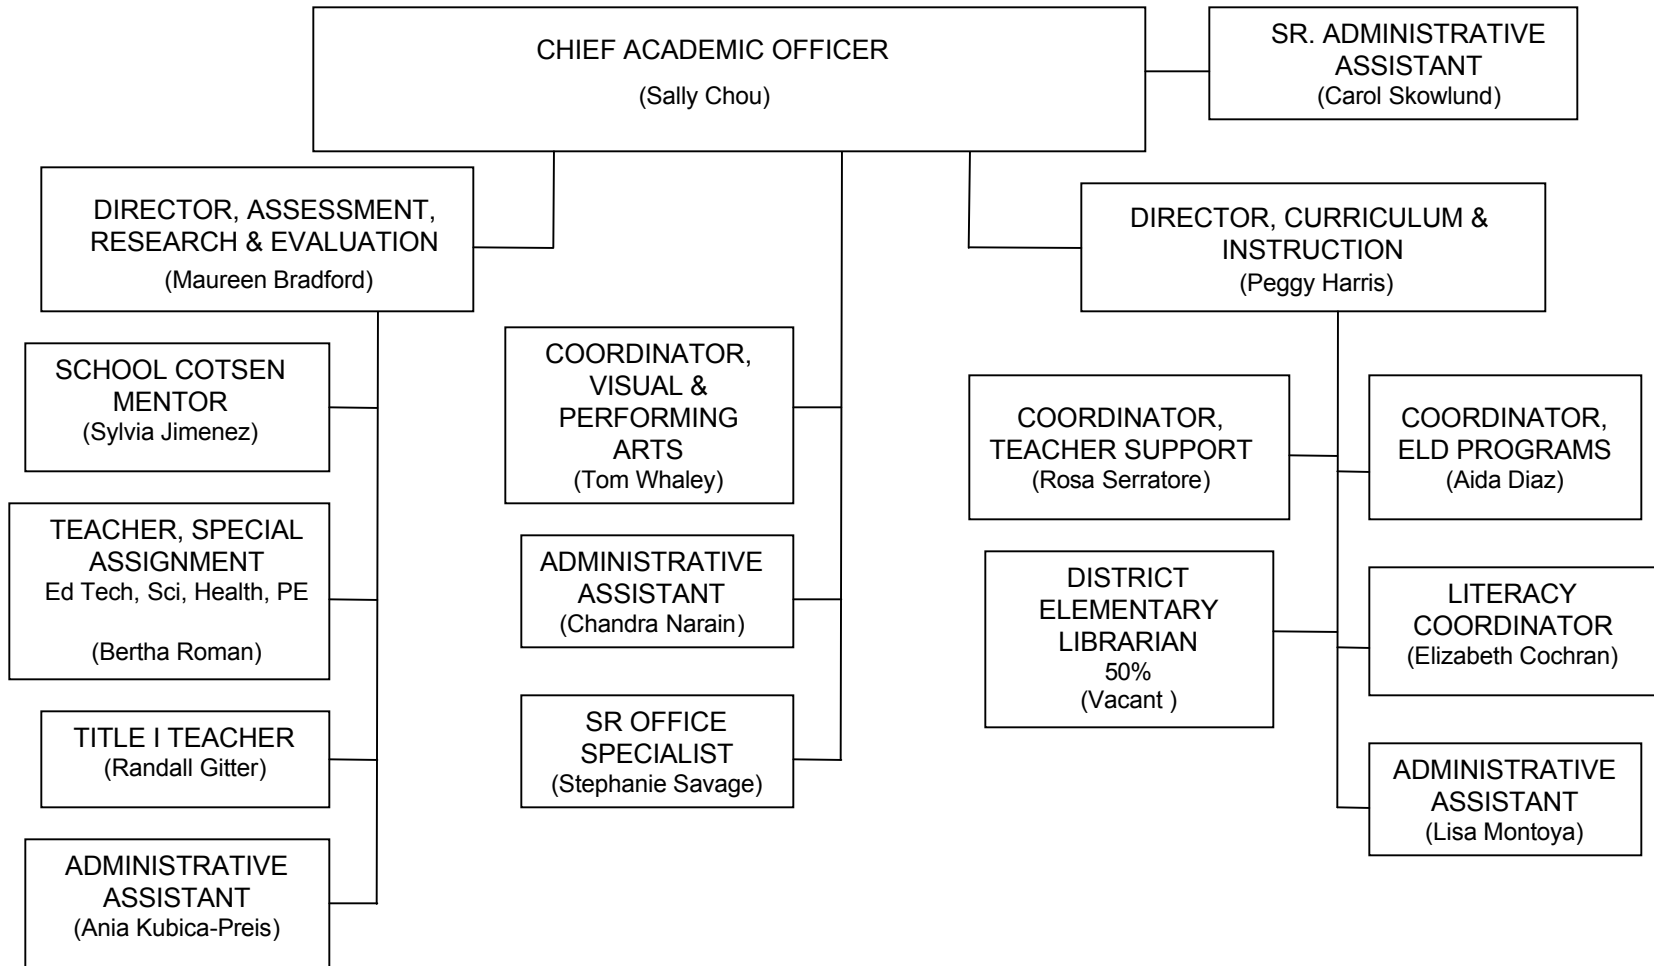 CHIEF ACADEMIC OFFICER
(Sally Chou)
SR. ADMINISTRATIVE
ASSISTANT
(Carol Skowlund)
DIRECTOR, ASSESSMENT,
RESEARCH & EVALUATION
(Maureen Bradford)
DIRECTOR, CURRICULUM &
INSTRUCTION
(Peggy Harris)
SCHOOL COTSEN
MENTOR
(Sylvia Jimenez)
TEACHER, SPECIAL
ASSIGNMENT
Ed Tech, Sci, Health, PE
(Bertha Roman)
TITLE I TEACHER
(Randall Gitter)
ADMINISTRATIVE
ASSISTANT
(Ania Kubica-Preis)
COORDINATOR,
VISUAL &
PERFORMING
ARTS
(Tom Whaley)
ADMINISTRATIVE
ASSISTANT
(Chandra Narain)
SR OFFICE
SPECIALIST
(Stephanie Savage)
COORDINATOR,
TEACHER SUPPORT
(Rosa Serratore)
DISTRICT
ELEMENTARY
LIBRARIAN
50%
(Vacant )
COORDINATOR,
ELD PROGRAMS
(Aida Diaz)
LITERACY
COORDINATOR
(Elizabeth Cochran)
ADMINISTRATIVE
ASSISTANT
(Lisa Montoya)